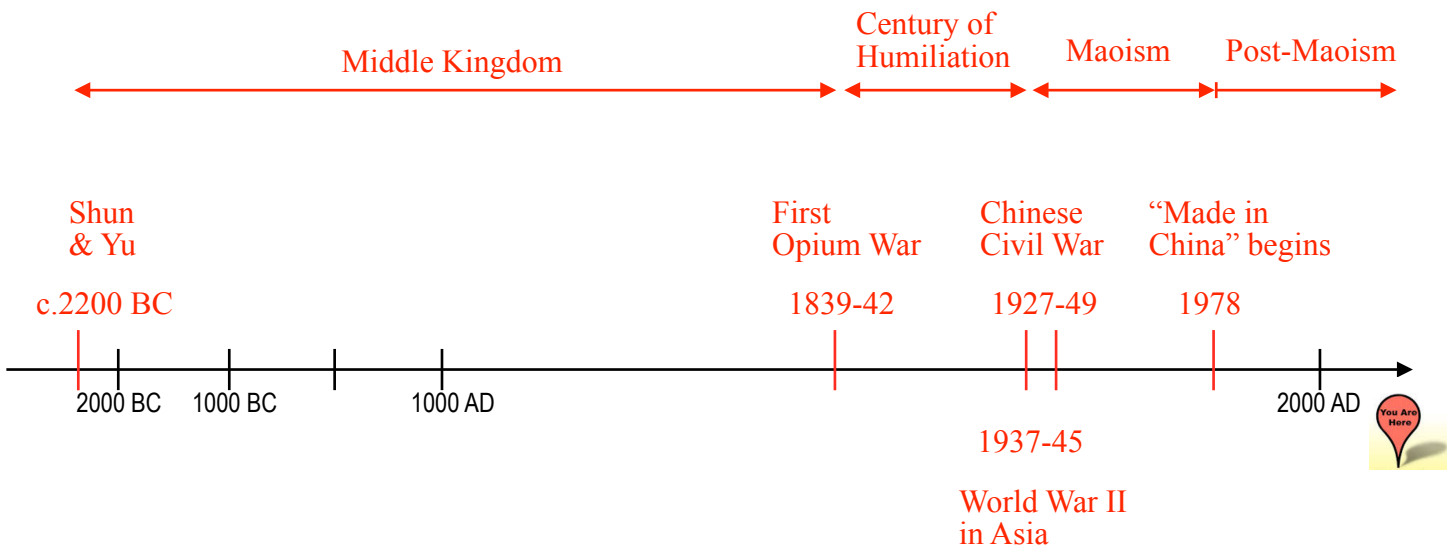 Century of
Humiliation
Middle Kingdom
Maoism
Post-Maoism
Shun
& Yu
First
Opium War
Chinese
Civil War
“Made in
China” begins
c.2200 BC
1839-42
1927-49
1978
2000 BC
1000 BC
1000 AD
2000 AD
You Are
Here
1937-45
World War II
in Asia